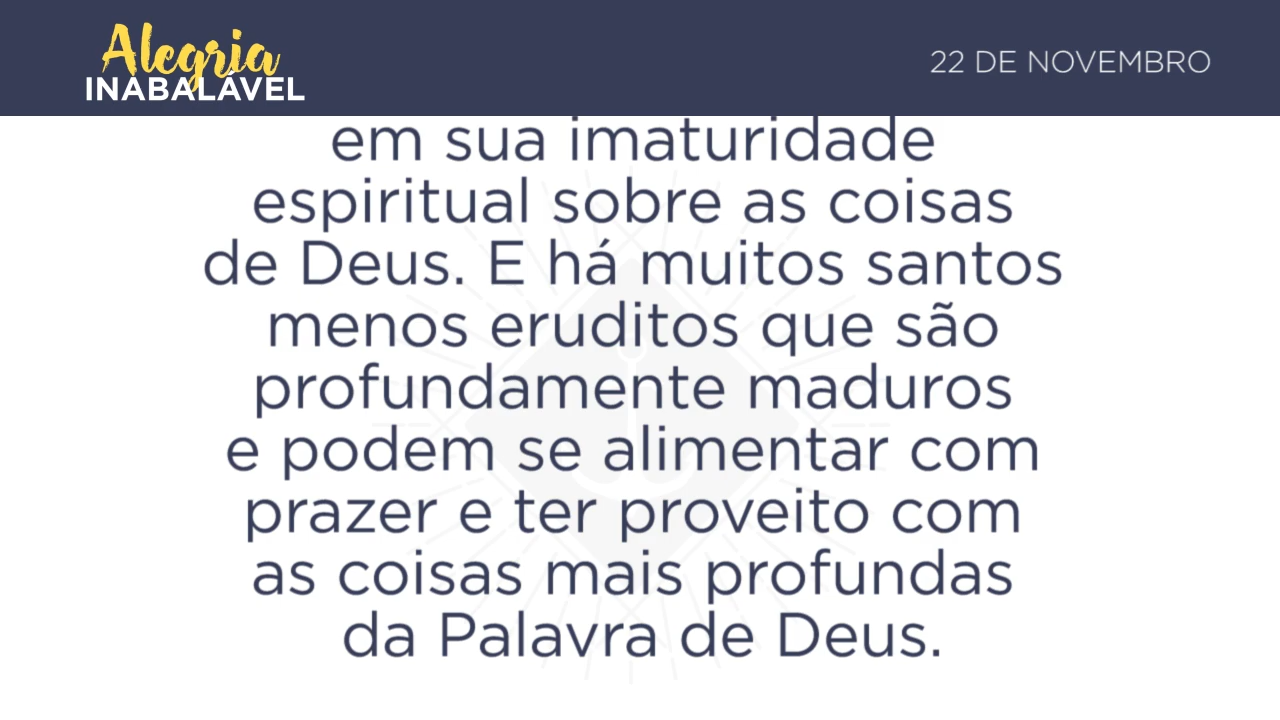 Alegria
INABALÁVEL
22 DE NOVEMBRO
em sua imaturidade
espiritual sobre as coisas
de Deus. E há muitos santos
menos eruditos que são
profundamente maduros
e podem se alimentar com
prazer e ter proveito com
as coisas mais profundas
da Palavra de Deus.